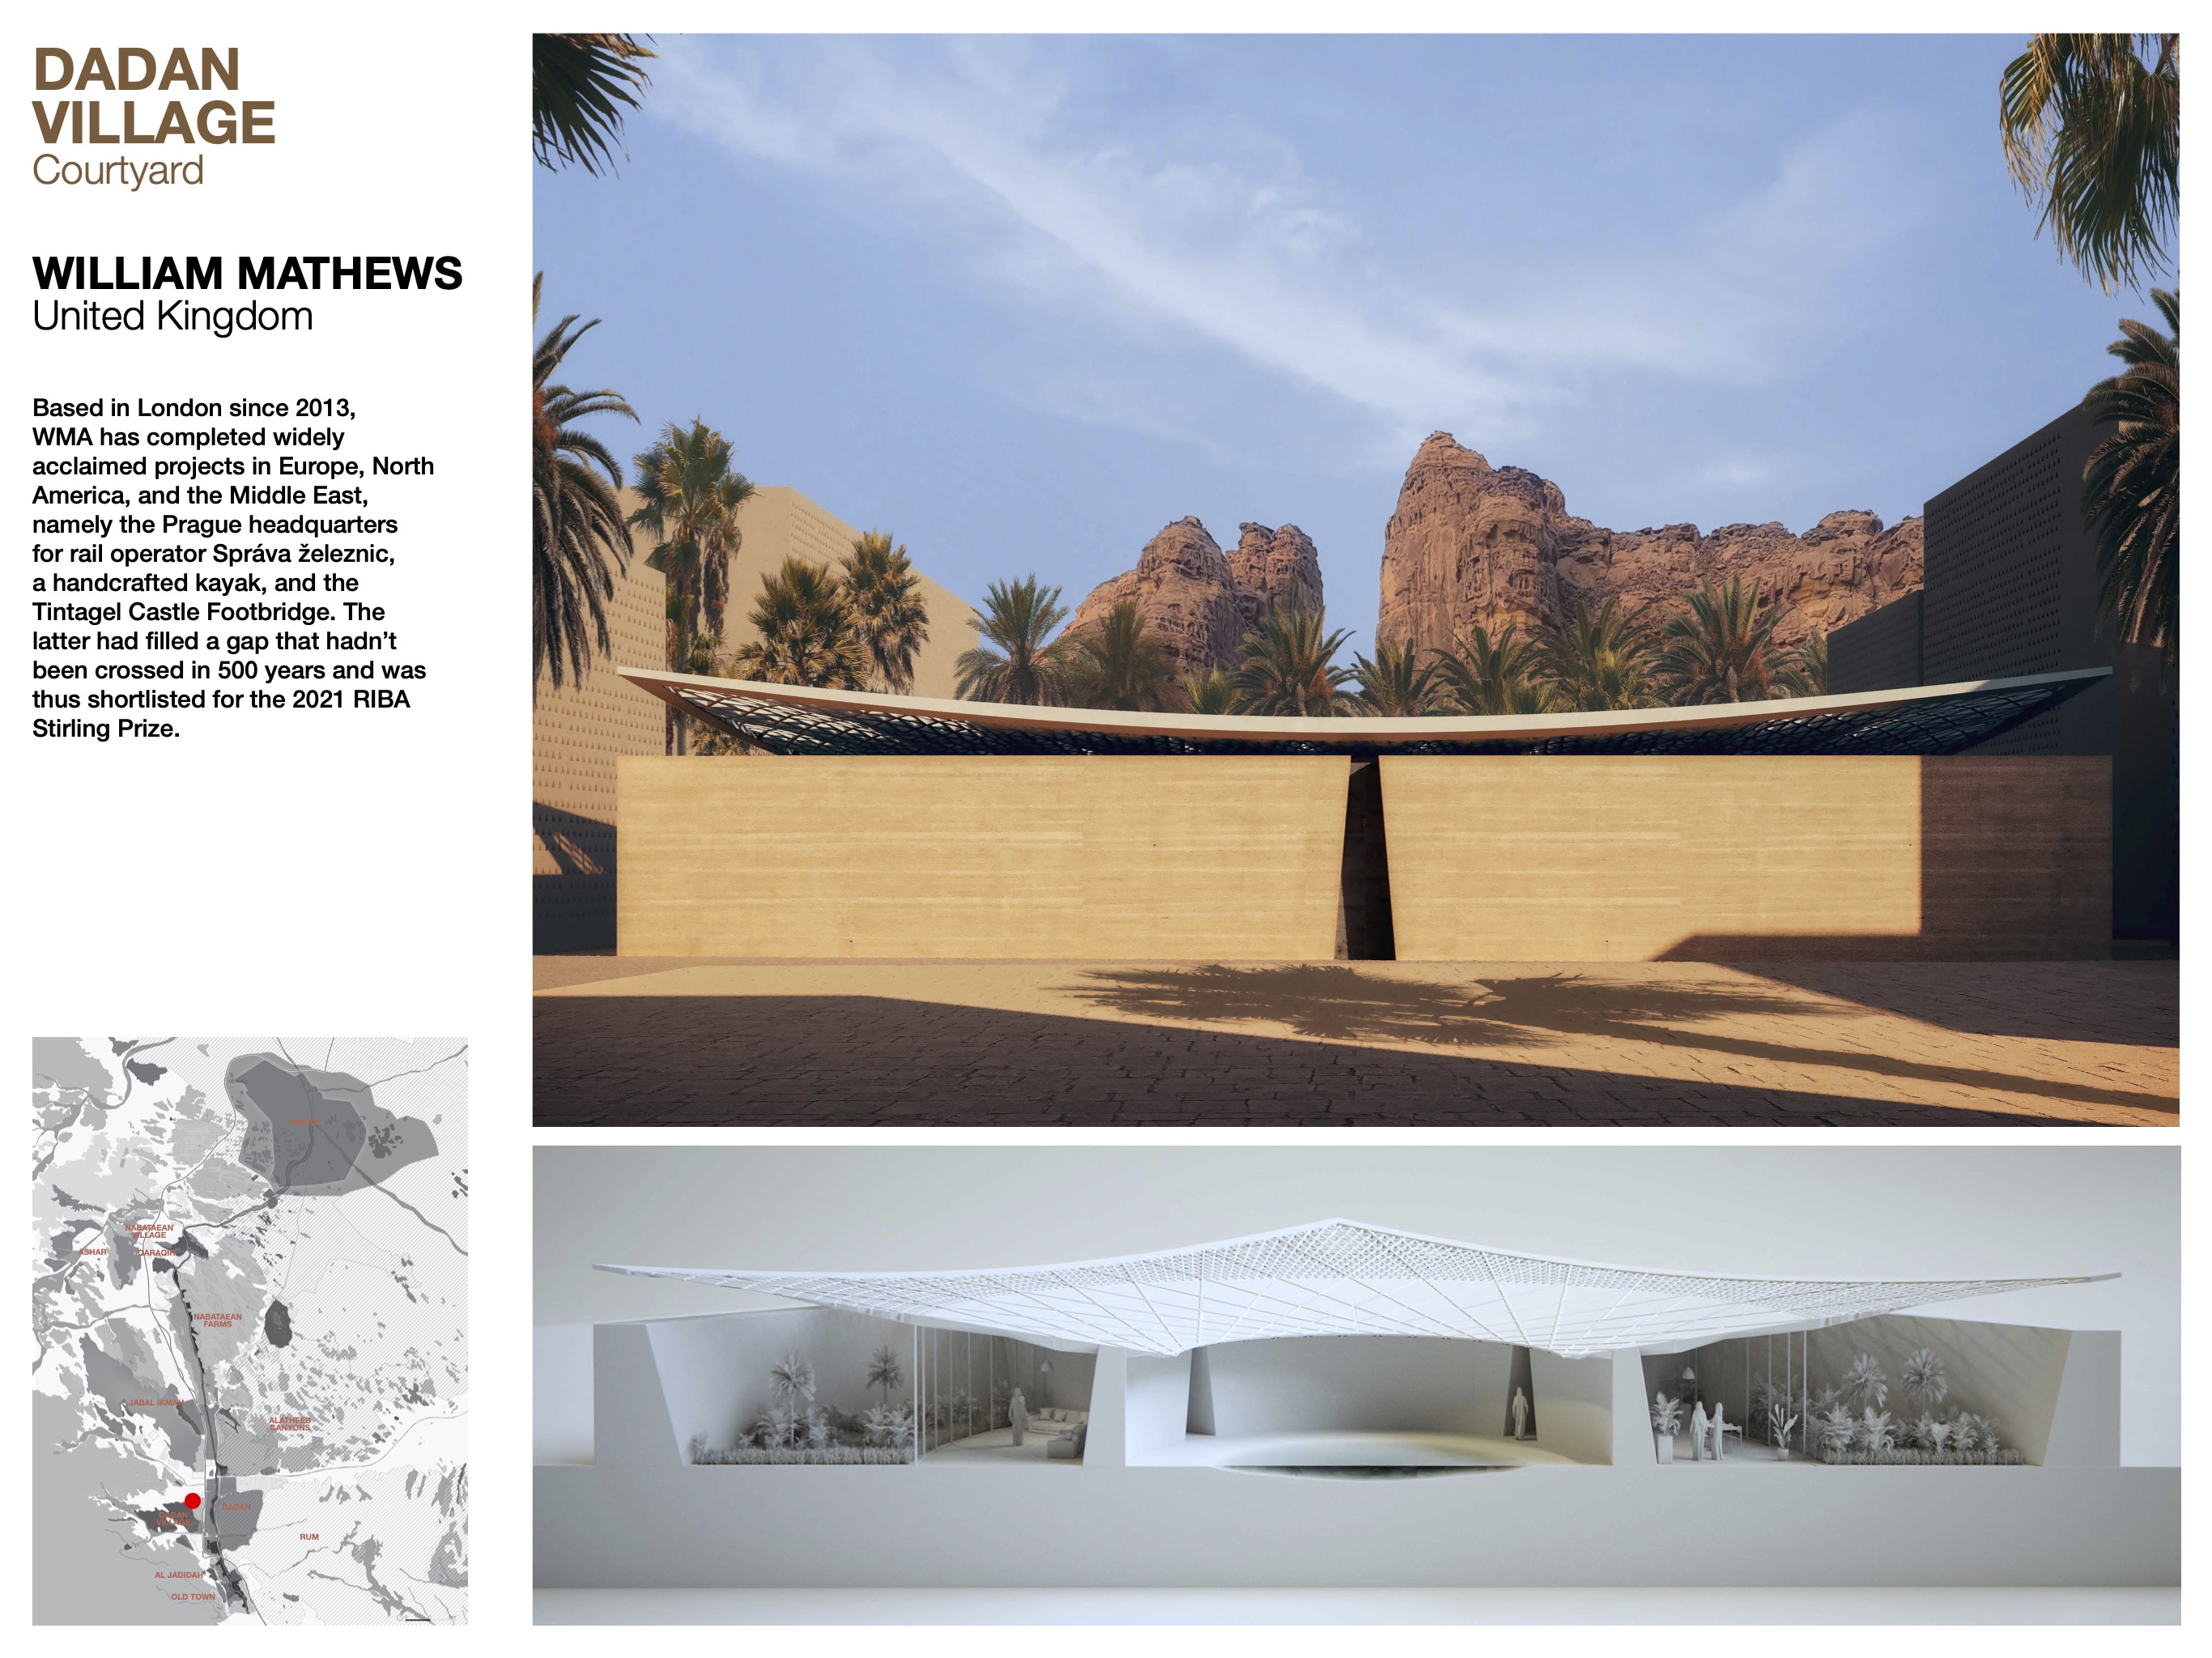 DADAN
VILLAGE
Courtyard
WILLIAM MATHEWS
United Kingdom
Based in London since 2013,
WMA has completed widely
acclaimed projects in Europe, North
America, and the Middle East,
namely the Prague headquarters
for rail operator Správa železnic,
a handcrafted kayak, and the
Tintagel Castle Footbridge. The
latter had filled a gap that hadn’t
been crossed in 500 years and was
thus shortlisted for the 2021 RIBA
Stirling Prize.
NABATAEAN
VILLAGE
ASHAR
QARAQIR
NABATAEAN
FARMS
JABAL IKMAH
ALATHEEB
CANYONS
DADAN
DADAN
VILLAGE
RUM
AL JADIDAH
OLD TOWN